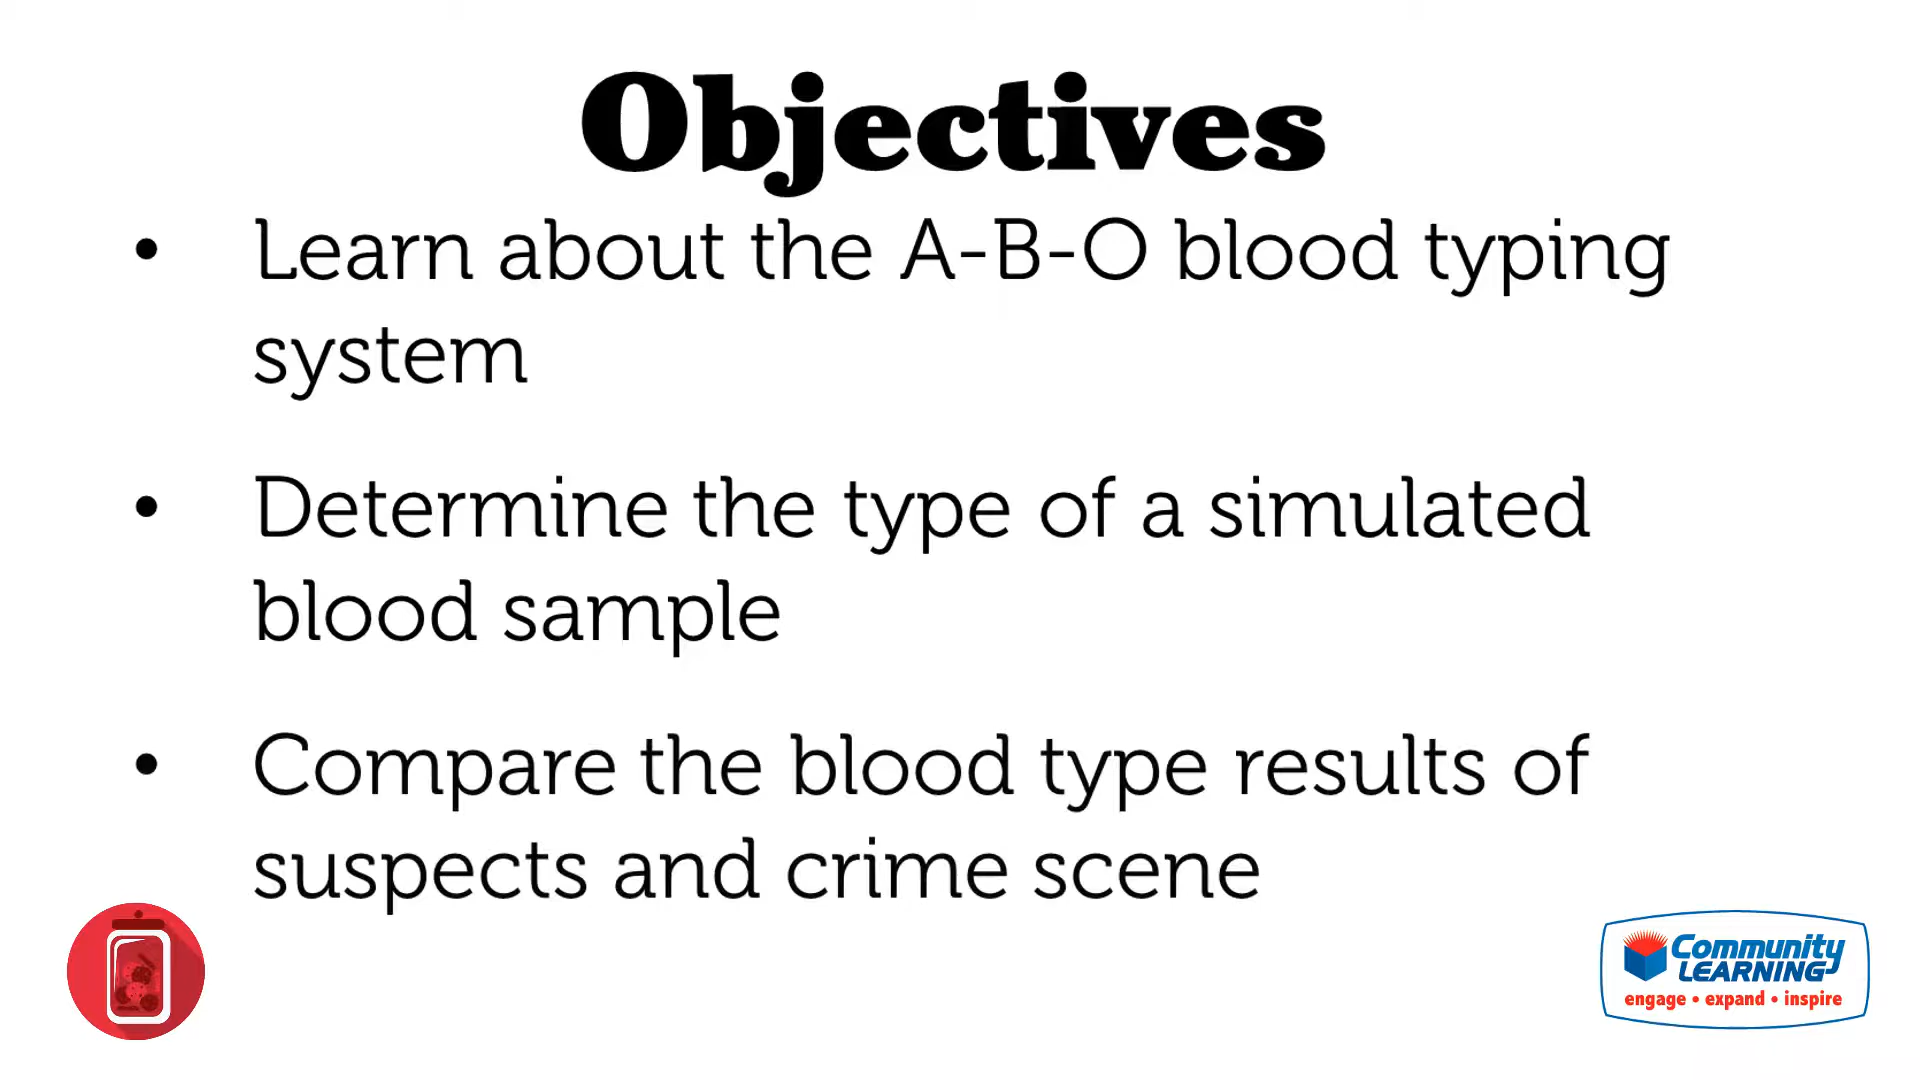 Objectives
• Learn about the A-B-O blood typing
system
• Determine the type of a simulated
blood sample
• Compare the blood type results of
suspects and crime scene
Community
LEARNING
engage • expand • inspire